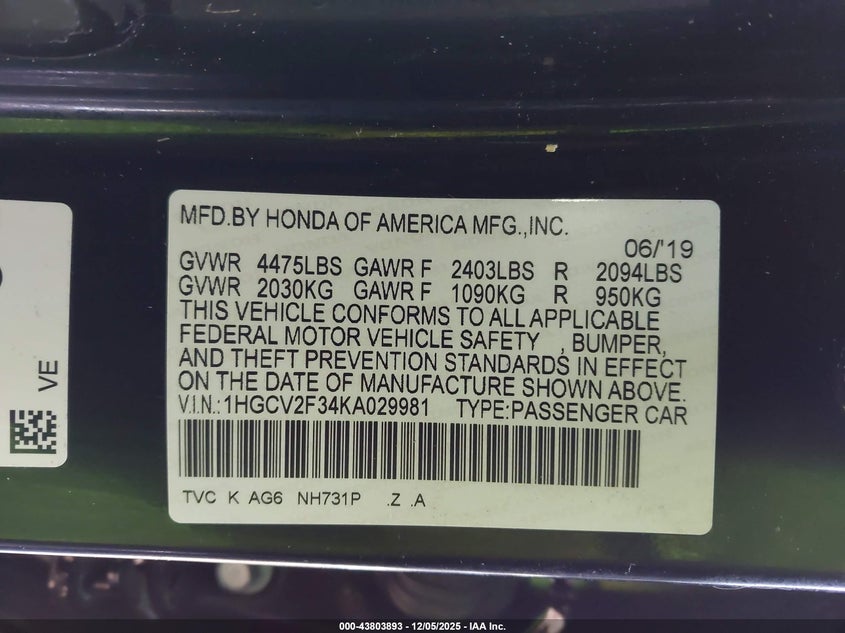 MFD.BY HONDA OF AMERICA MFG.,INC.
06/'19
GVWR 4475LBS GAWR F 2403LBS R 2094LBS
GVWR 2030KG GAWR F 1090KG R 950KG
THIS VEHICLE CONFORMS TO ALL APPLICABLE
FEDERAL MOTOR VEHICLE SAFETY , BUMPER,
AND THEFT PREVENTION STANDARDS IN EFFECT
ON THE DATE OF MANUFACTURE SHOWN ABOVE.
V.I.N.:1HGCV2F34KA029981 TYPE:PASSENGER CAR
TVC K AG6 NH731P .Z .A
VE
000-43803893 - 12/05/2025 - IAA Inc.